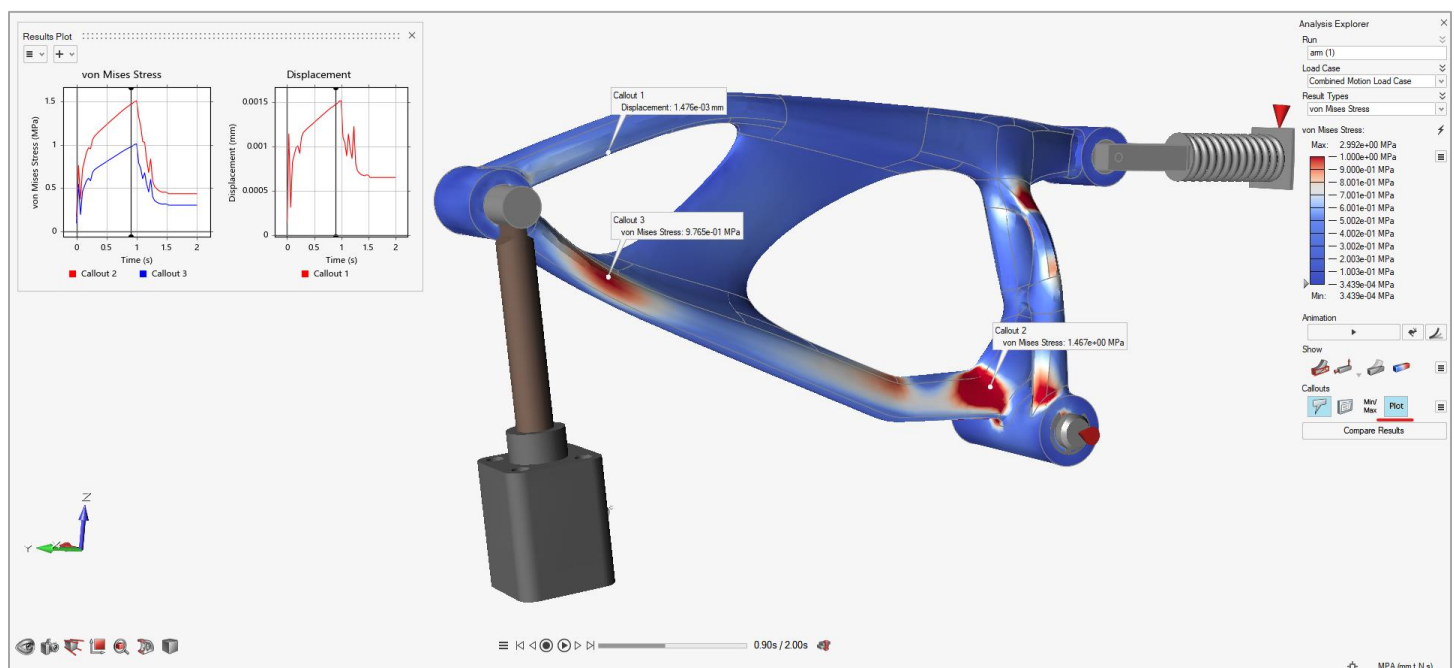 Results Plot
von Mises Stress
Displacement
1.5
1
0.5
0
von Mises Stress (MPa)
0 0.5 1 1.5 2
Time (s)
Callout 2 Callout 3
0.0015
0.001
0.0005
0
Displacement (mm)
0 0.5 1 1.5 2
Time (s)
Callout 1
Callout 1
Displacement: 1.476e-03 mm
Callout 3
von Mises Stress: 9.765e-01 MPa
Callout 2
von Mises Stress: 1.467e+00 MPa
Z
Y
0.90s / 2.00s
Analysis Explorer
Run
arm (1)
Load Case
Combined Motion Load Case
Result Types
von Mises Stress
von Mises Stress:
Max: 2.992e+00 MPa
1.000e+00 MPa
9.000e-01 MPa
8.001e-01 MPa
7.001e-01 MPa
6.001e-01 MPa
5.002e-01 MPa
4.002e-01 MPa
3.002e-01 MPa
2.003e-01 MPa
1.003e-01 MPa
3.439e-04 MPa
Min: 3.439e-04 MPa
Animation
Show
Callouts
Min/
Max
Plot
Compare Results
MPA (mm t N s)